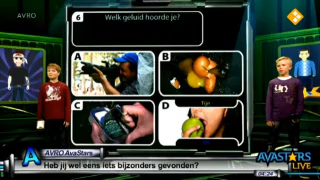 AVRO
6
Welk geluid hoorde je?
A
B
C
D
AVRO AvaStars
Heb jij wel eens iets bijzonders gevonden?
AVASTARS
LIVE